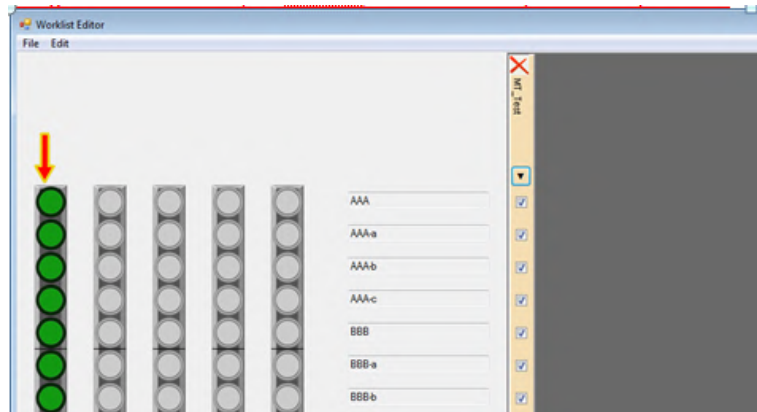 Worklist Editor
File Edit
MT_Test
AAA
AAA-a
AAA-b
AAA-c
BBB
BBB-a
BBB-b